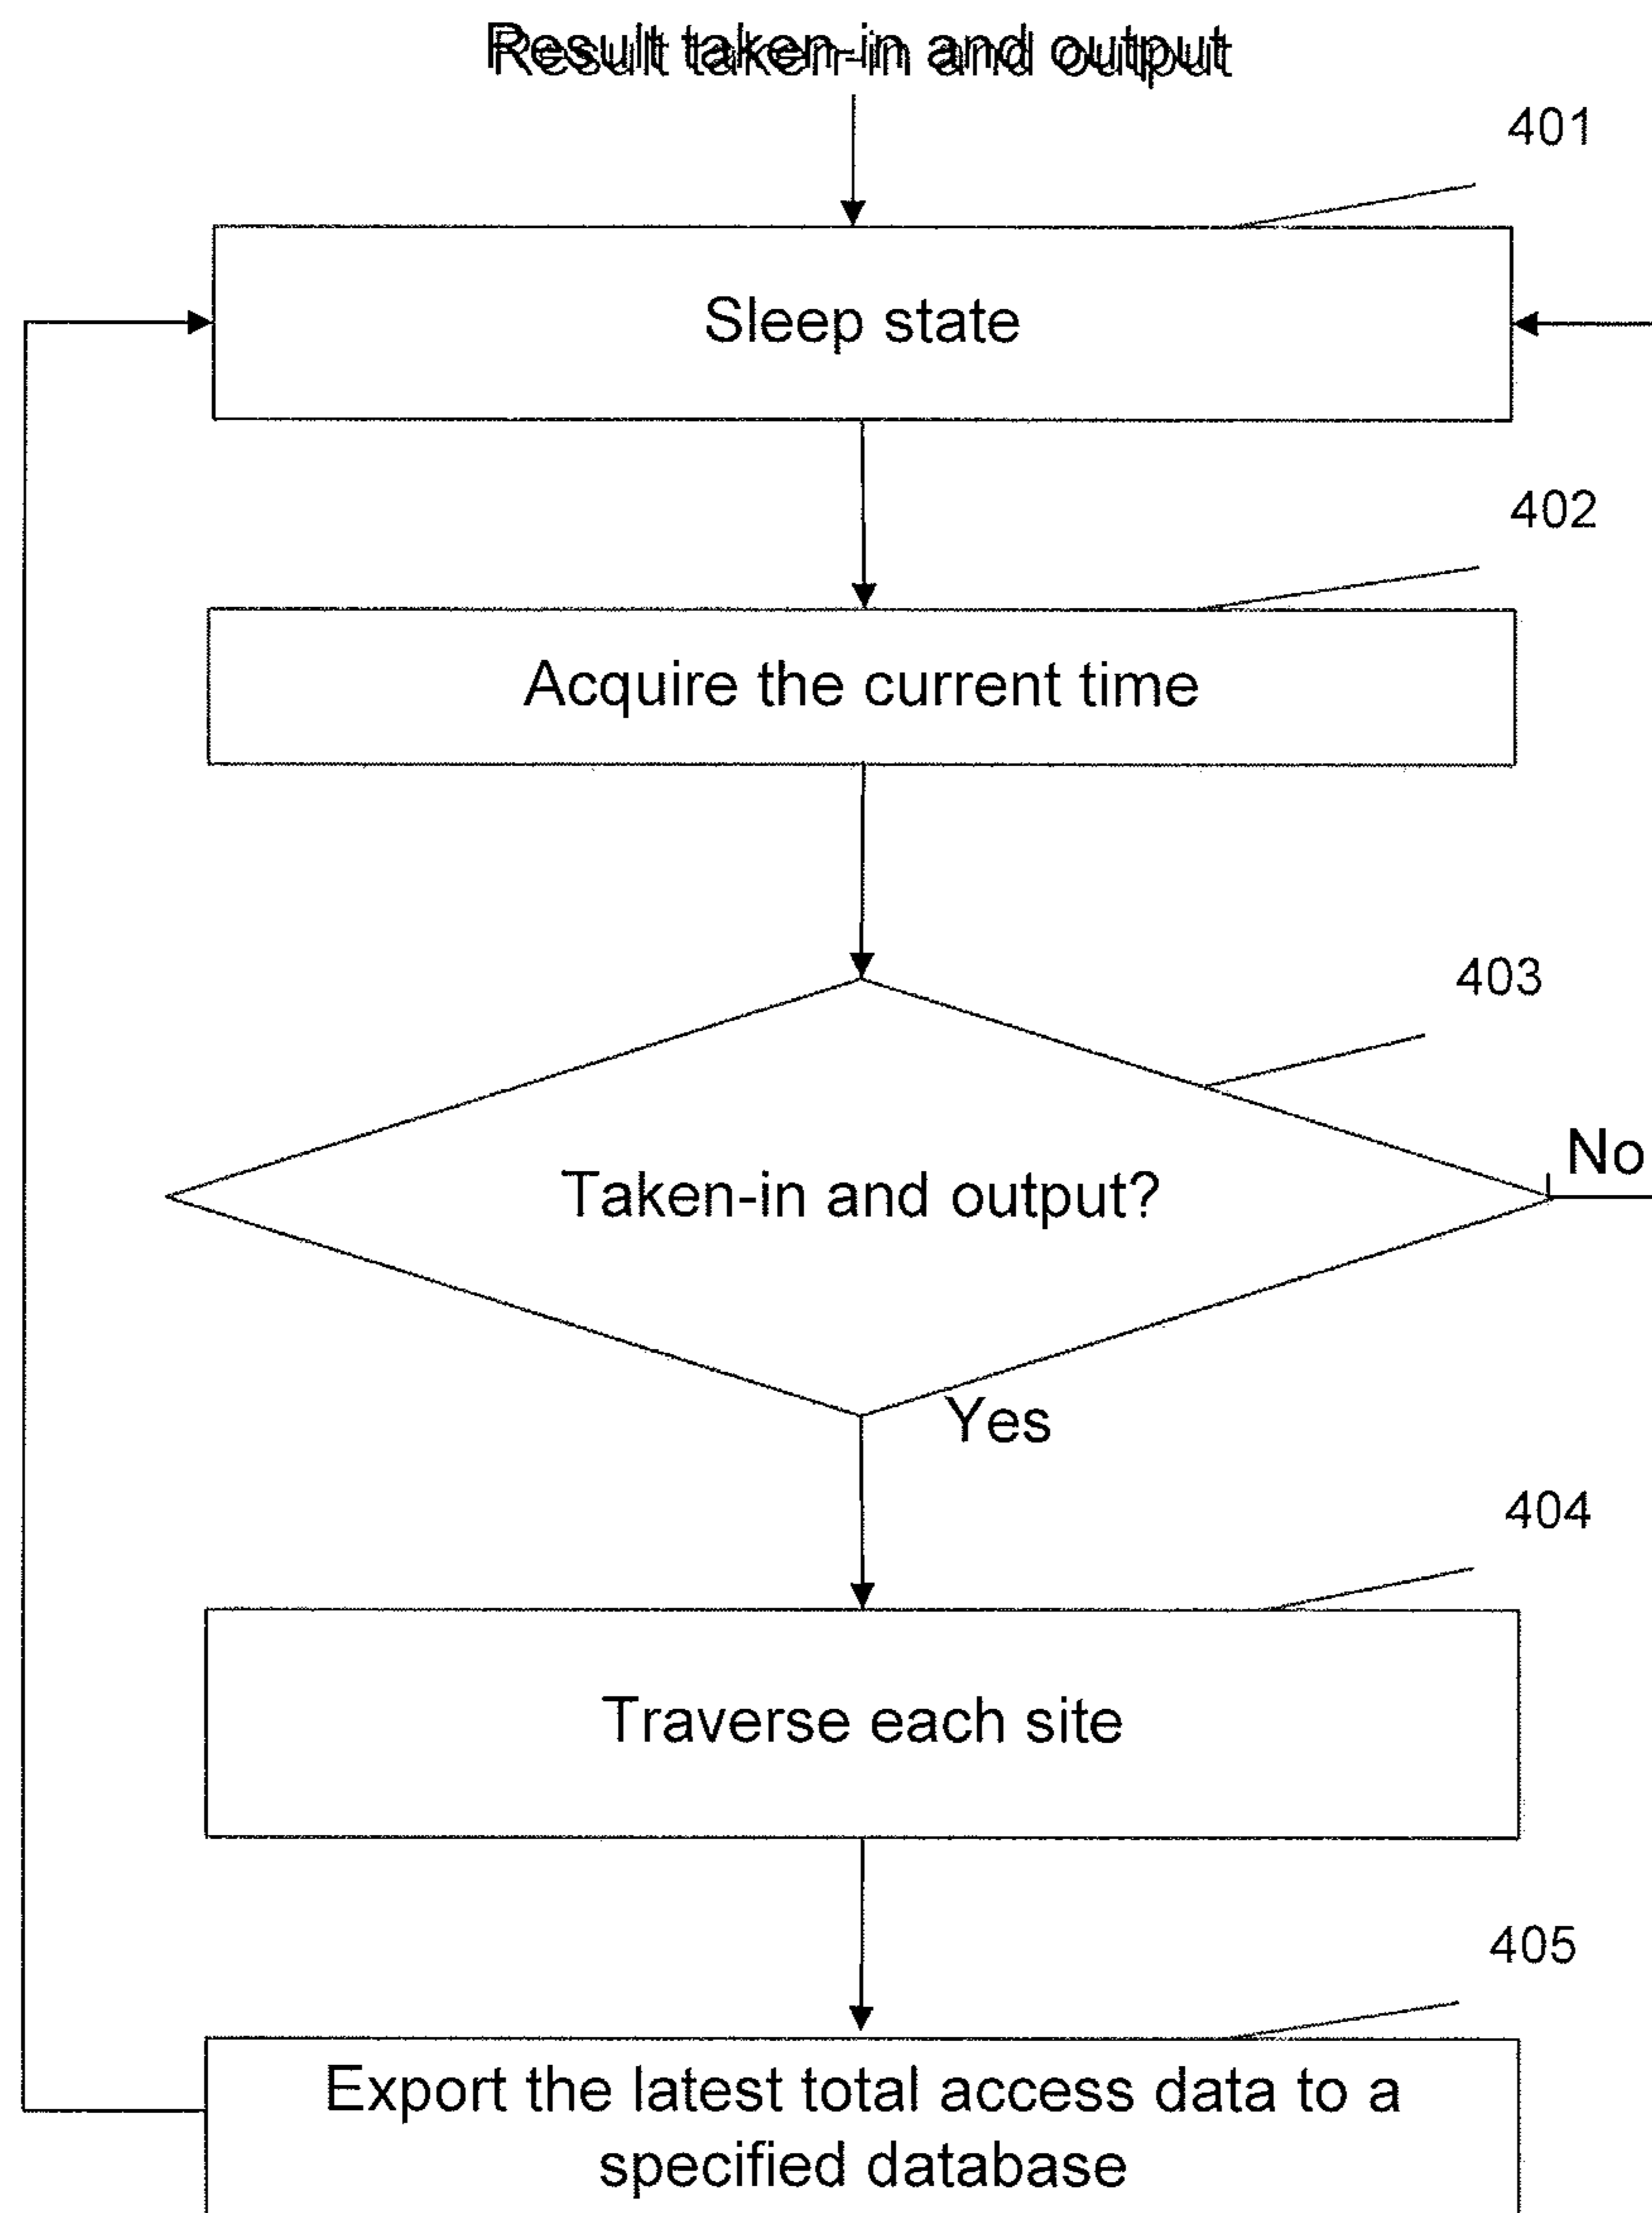 Result taken-in and output
401
Sleep state
402
Acquire the current time
403
Taken-in and output?
No
Yes
404
Traverse each site
405
Export the latest total access data to a
specified database